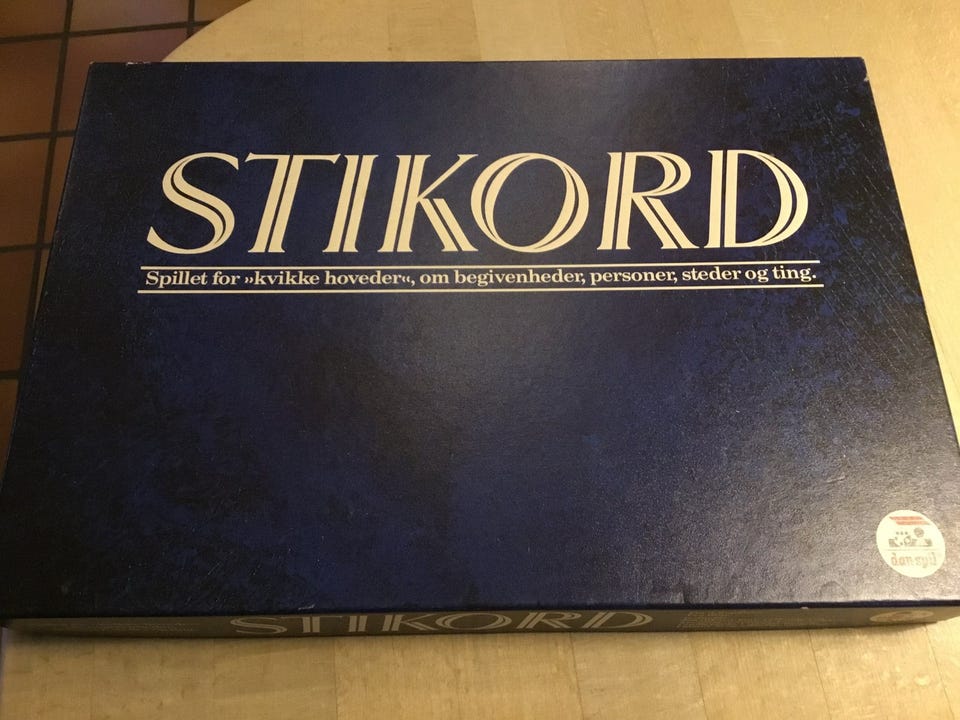 STIKORD
Spillet for »kvikke hoveder«, om begivenheder, personer, steder og ting.
dan-spil
STIKORD